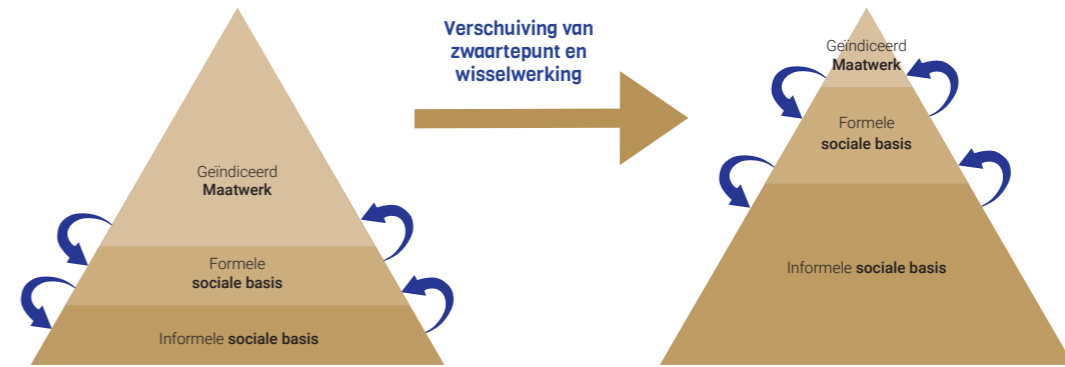 Verschuiving van
zwaartepunt en
wisselwerking
Geïndiceerd
Maatwerk
Formele
sociale basis
Informele sociale basis
Geïndiceerd
Maatwerk
Formele
sociale basis
Informele sociale basis